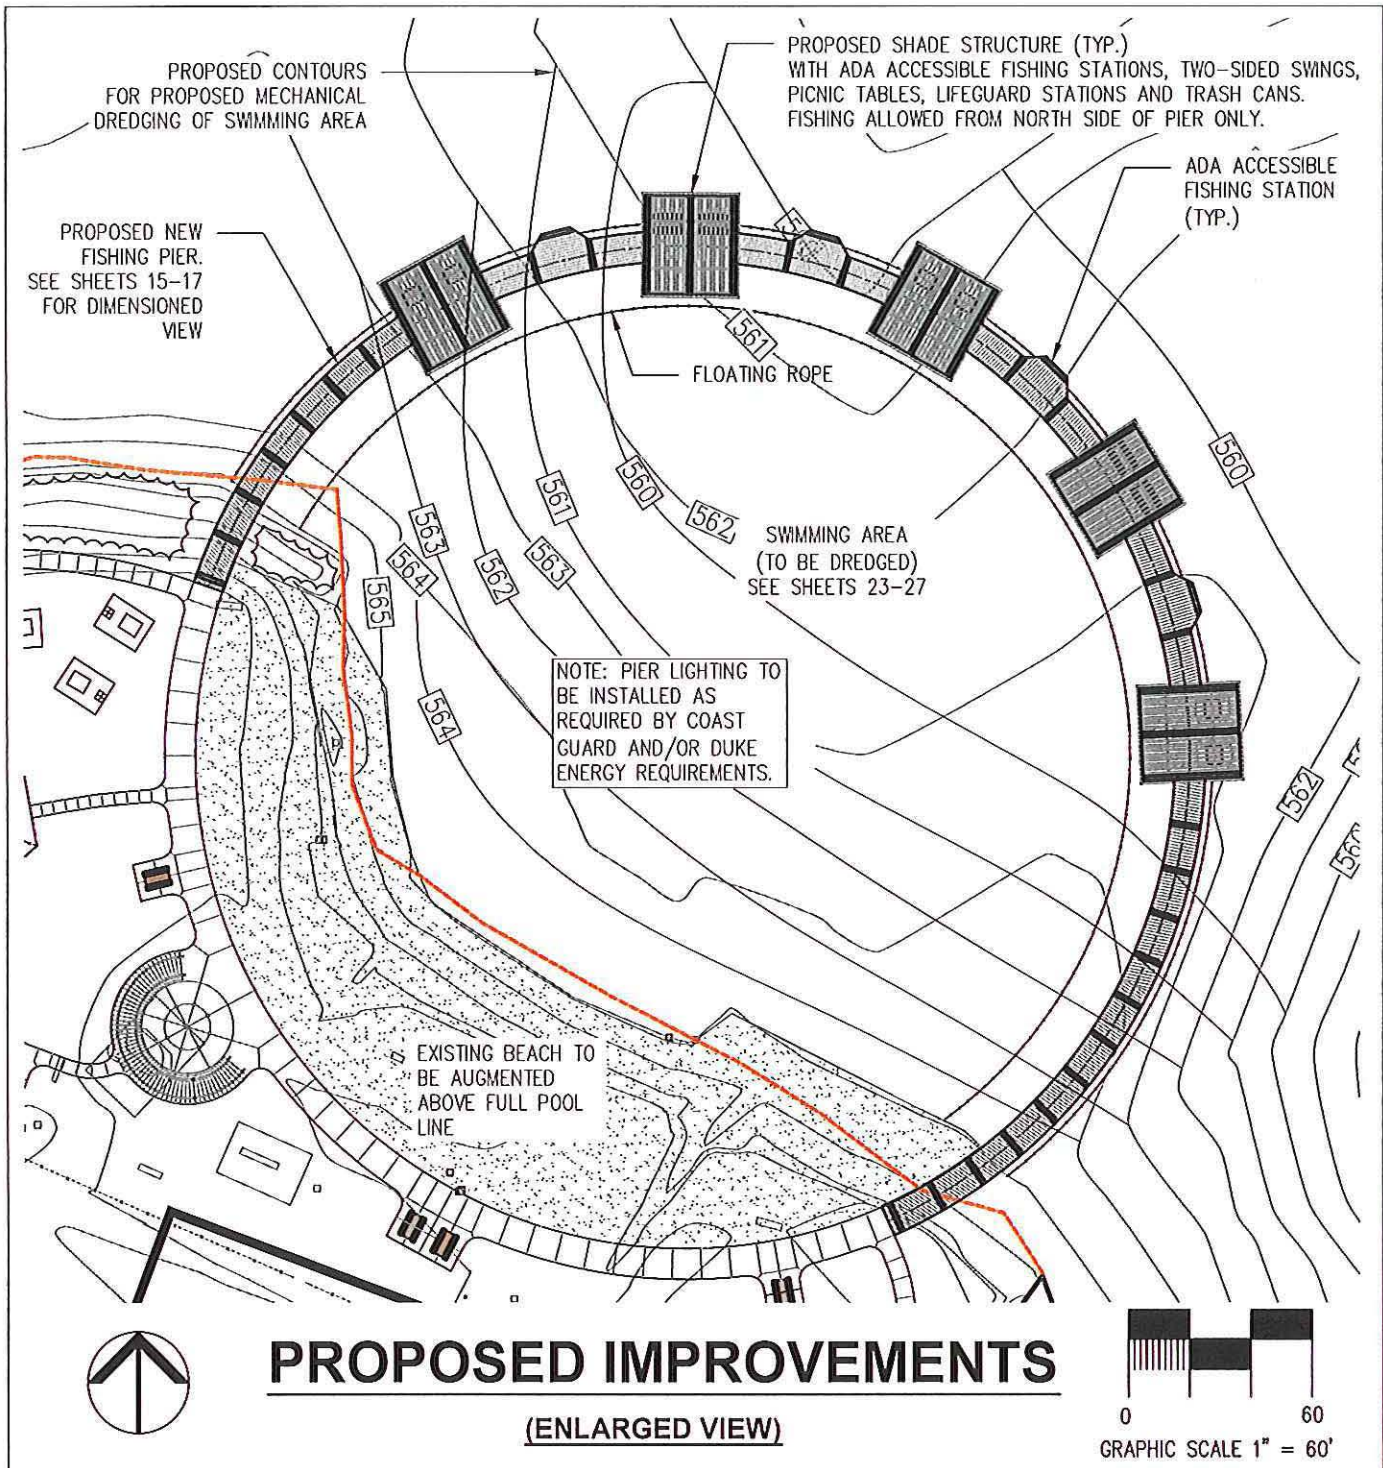 PROPOSED CONTOURS
FOR PROPOSED MECHANICAL
DREDGING OF SWIMMING AREA
PROPOSED SHADE STRUCTURE (TYP.)
WITH ADA ACCESSIBLE FISHING STATIONS, TWO-SIDED SWINGS,
PICNIC TABLES, LIFEGUARD STATIONS AND TRASH CANS.
FISHING ALLOWED FROM NORTH SIDE OF PIER ONLY.
ADA ACCESSIBLE
FISHING STATION
(TYP.)
PROPOSED NEW
FISHING PIER.
SEE SHEETS 15-17
FOR DIMENSIONED
VIEW
561
FLOATING ROPE
560
560
561
562
563
563
562
564
565
564
SWIMMING AREA
(TO BE DREDGED)
SEE SHEETS 23-27
NOTE: PIER LIGHTING TO
BE INSTALLED AS
REQUIRED BY COAST
GUARD AND/OR DUKE
ENERGY REQUIREMENTS.
562
EXISTING BEACH TO
BE AUGMENTED
ABOVE FULL POOL
LINE
PROPOSED IMPROVEMENTS
(ENLARGED VIEW)
0 60
GRAPHIC SCALE 1" = 60'